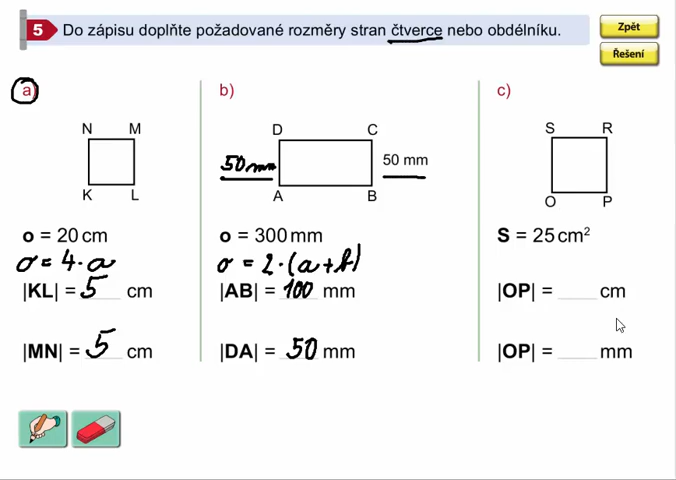 5 Do zápisu doplňte požadované rozměry stran čtverce nebo obdélníku.
Zpět
Řešení
a)
N M
K L
o = 20 cm
o = 4 · a
|KL| = 5 cm
|MN| = 5 cm
b)
D C
50 mm 50 mm
A B
o = 300 mm
o = 2 · (a + b)
|AB| = 100 mm
|DA| = 50 mm
c)
S R
O P
S = 25 cm²
|OP| = ____ cm
|OP| = ____ mm